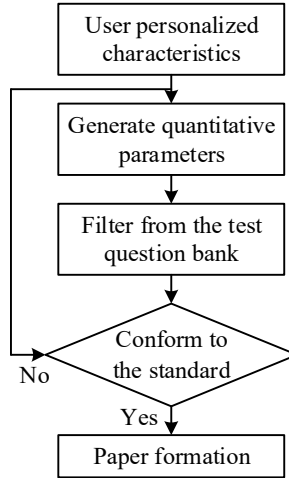 User personalized
characteristics
Generate quantitative
parameters
Filter from the test
question bank
Conform to
the standard
No
Yes
Paper formation